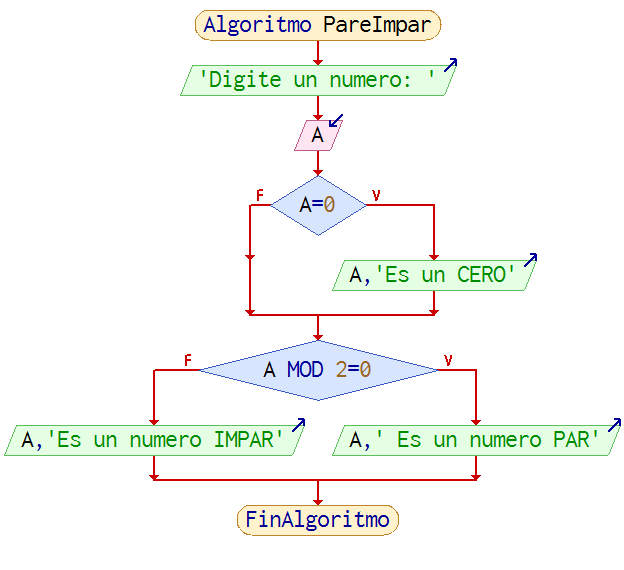 Algoritmo PareImpar
'Digite un numero: '
A
F
V
A=0
A,'Es un CERO'
F
V
A MOD 2=0
A,'Es un numero IMPAR'
A,' Es un numero PAR'
FinAlgoritmo